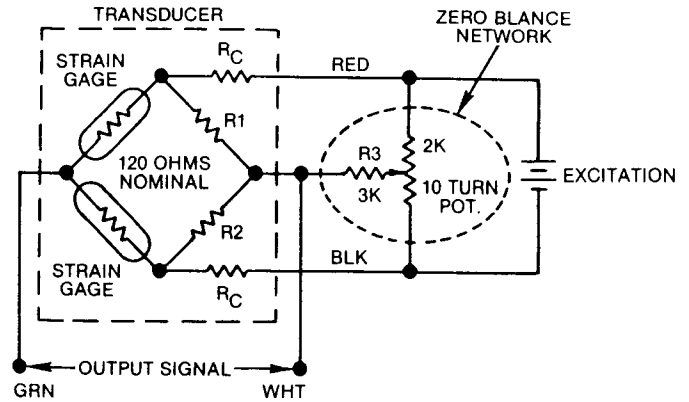 TRANSDUCER
ZERO BLANCE
NETWORK
STRAIN
GAGE
RC
RED
R1
120 OHMS
NOMINAL
R3
3K
2K
10 TURN
POT.
EXCITATION
R2
STRAIN
GAGE
RC
BLK
OUTPUT SIGNAL
GRN
WHT